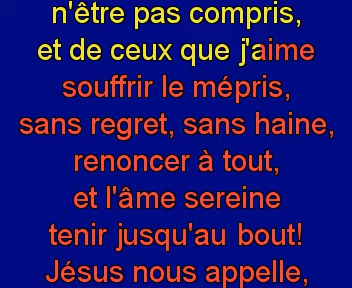 n'être pas compris,
et de ceux que j'aime
souffrir le mépris,
sans regret, sans haine,
renoncer à tout,
et l'âme sereine
tenir jusqu'au bout!
Jésus nous appelle,